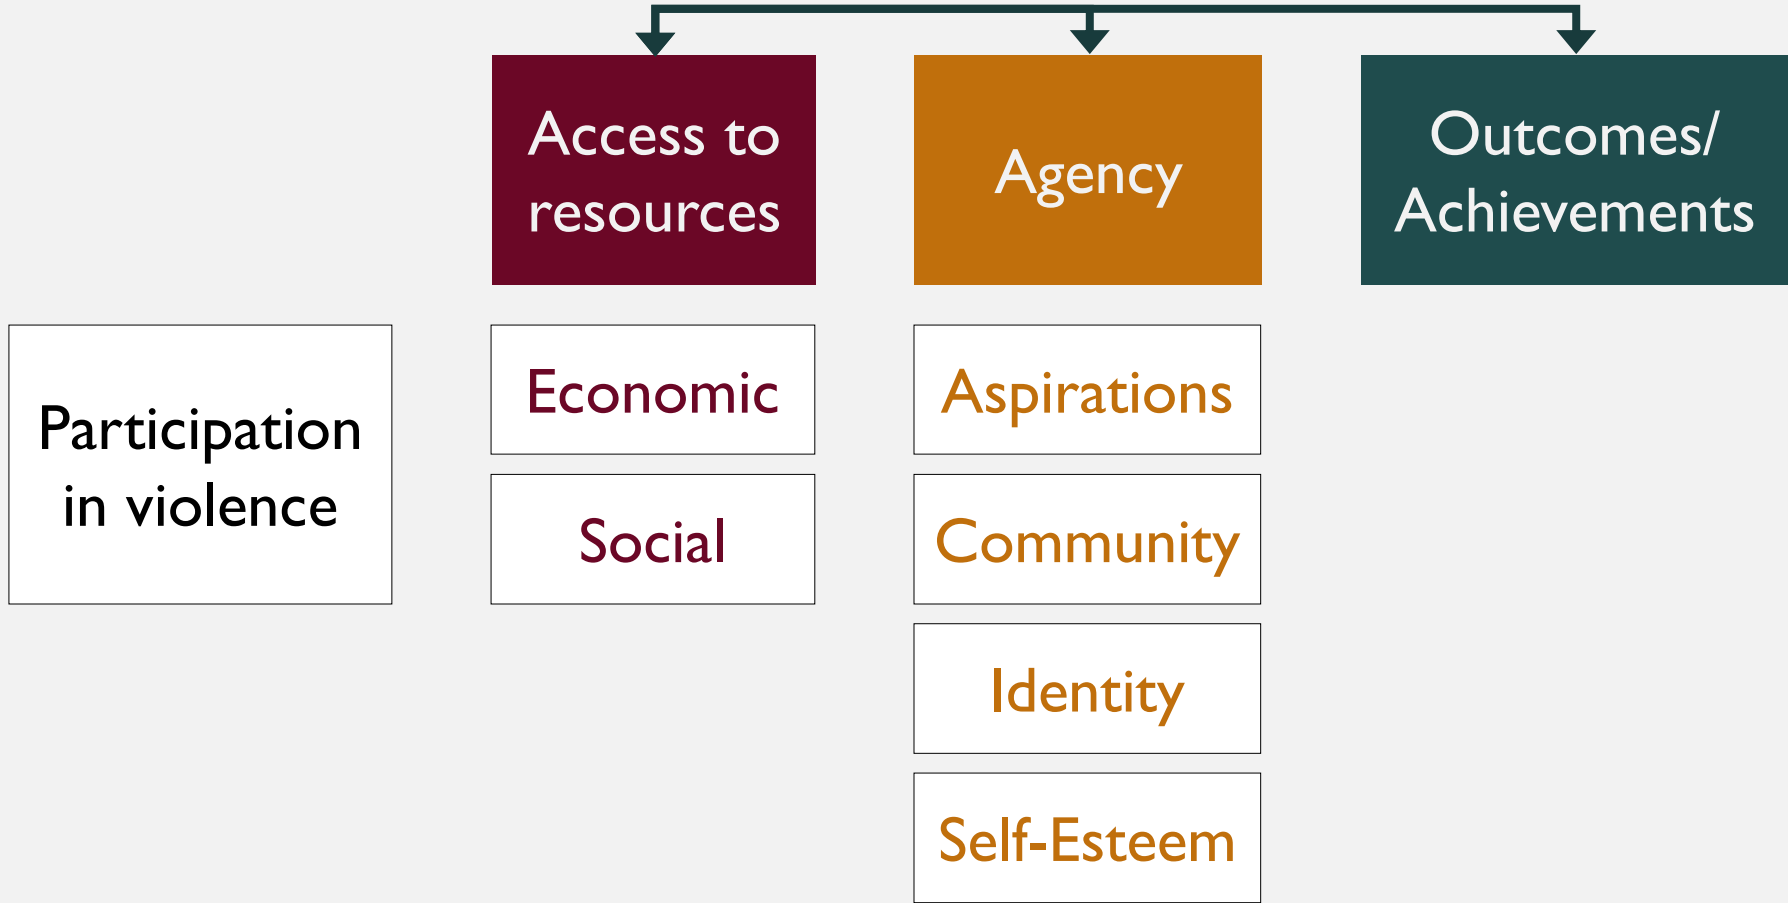 Access to
resources
Agency
Outcomes/
Achievements
Participation
in violence
Economic
Social
Aspirations
Community
Identity
Self-Esteem